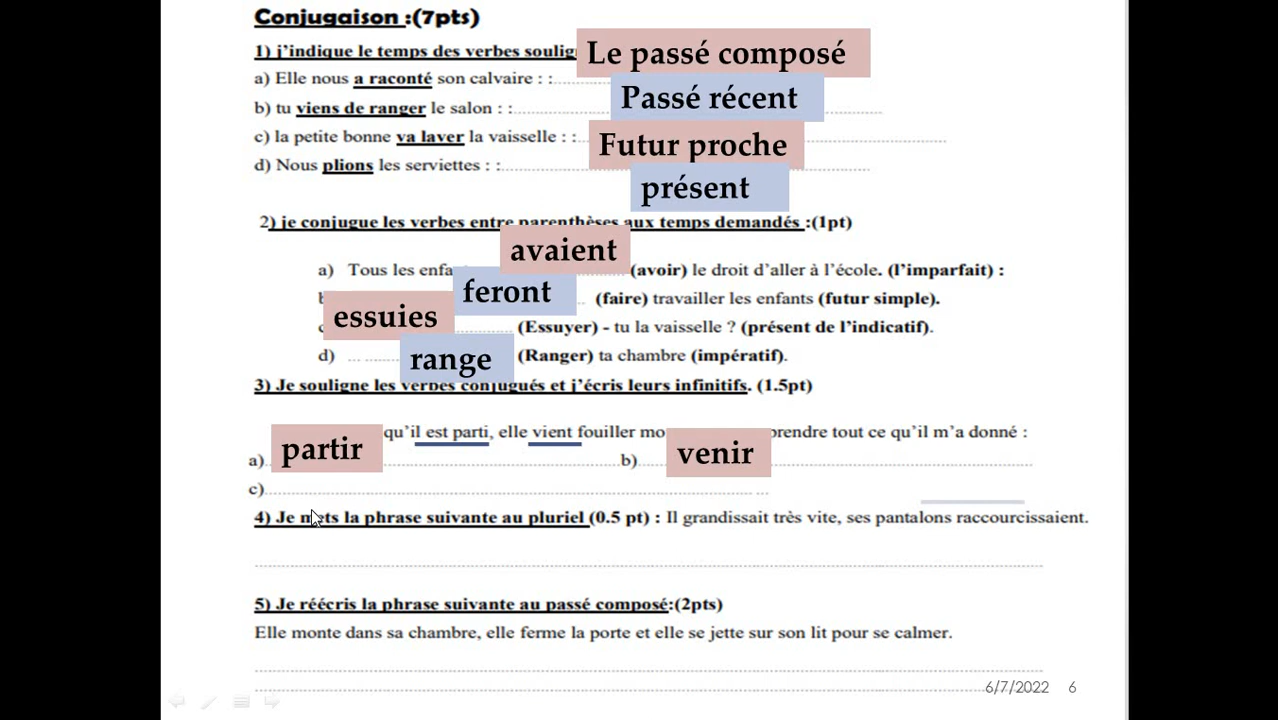 Conjugaison :(7pts)
1) j'indique le temps des verbes soulig
Le passé composé
a) Elle nous a raconté son calvaire : :
Passé récent
b) tu viens de ranger le salon : :
Futur proche
c) la petite bonne va laver la vaisselle : :
d) Nous plions les serviettes : :
présent
2) je conjugue les verbes entre parenthèses aux temps demandés :(1pt)
avaient
a) Tous les enfa (avoir) le droit d'aller à l'école. (l'imparfait) :
feront
(faire) travailler les enfants (futur simple).
essuies
(Essuyer) - tu la vaisselle ? (présent de l'indicatif).
range
d) ... (Ranger) ta chambre (impératif).
3) Je souligne les verbes conjugués et j'écris leurs infinitifs. (1.5pt)
qu'il est parti, elle vient fouiller mo prendre tout ce qu'il m'a donné :
a) partir b) venir
c)
4) Je mets la phrase suivante au pluriel (0.5 pt) : Il grandissait très vite, ses pantalons raccourcissaient.
5) Je réécris la phrase suivante au passé composé:(2pts)
Elle monte dans sa chambre, elle ferme la porte et elle se jette sur son lit pour se calmer.
6/7/2022 6